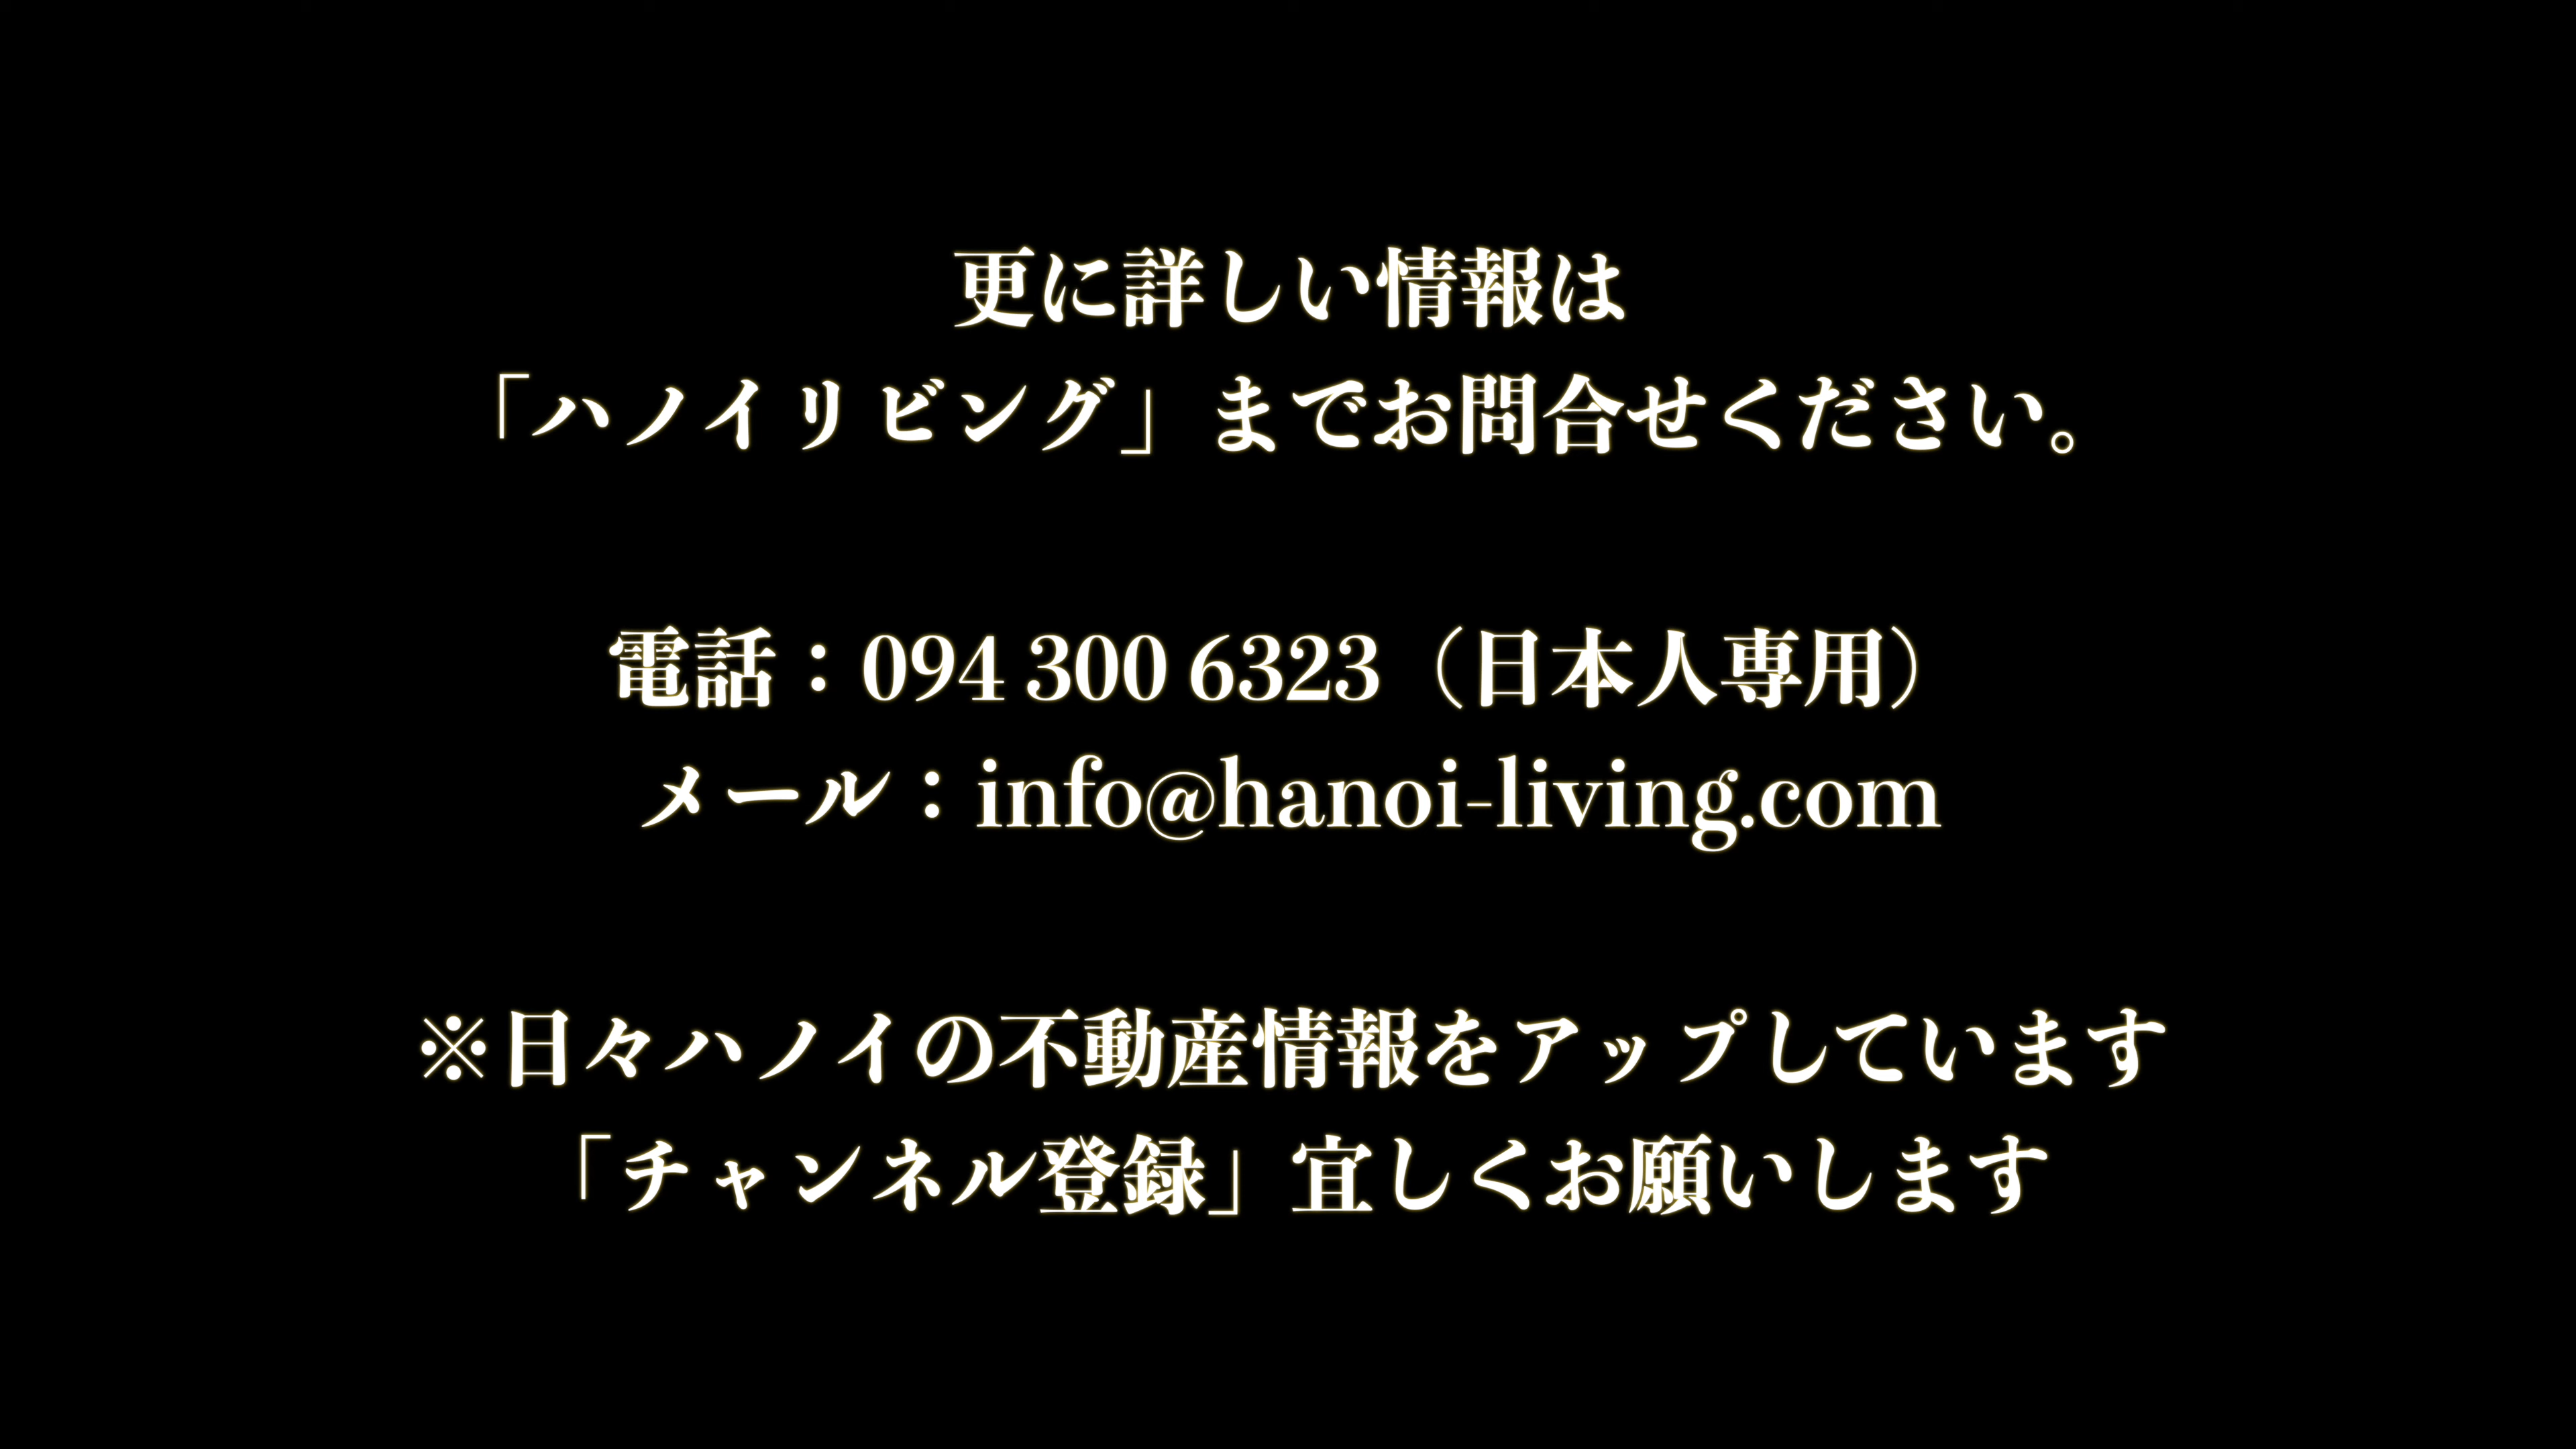 更に詳しい情報は
「ハノイリビング」までお問合せください。
電話：094 300 6323（日本人専用）
メール：info@hanoi-living.com
※日々ハノイの不動産情報をアップしています
「チャンネル登録」宜しくお願いします